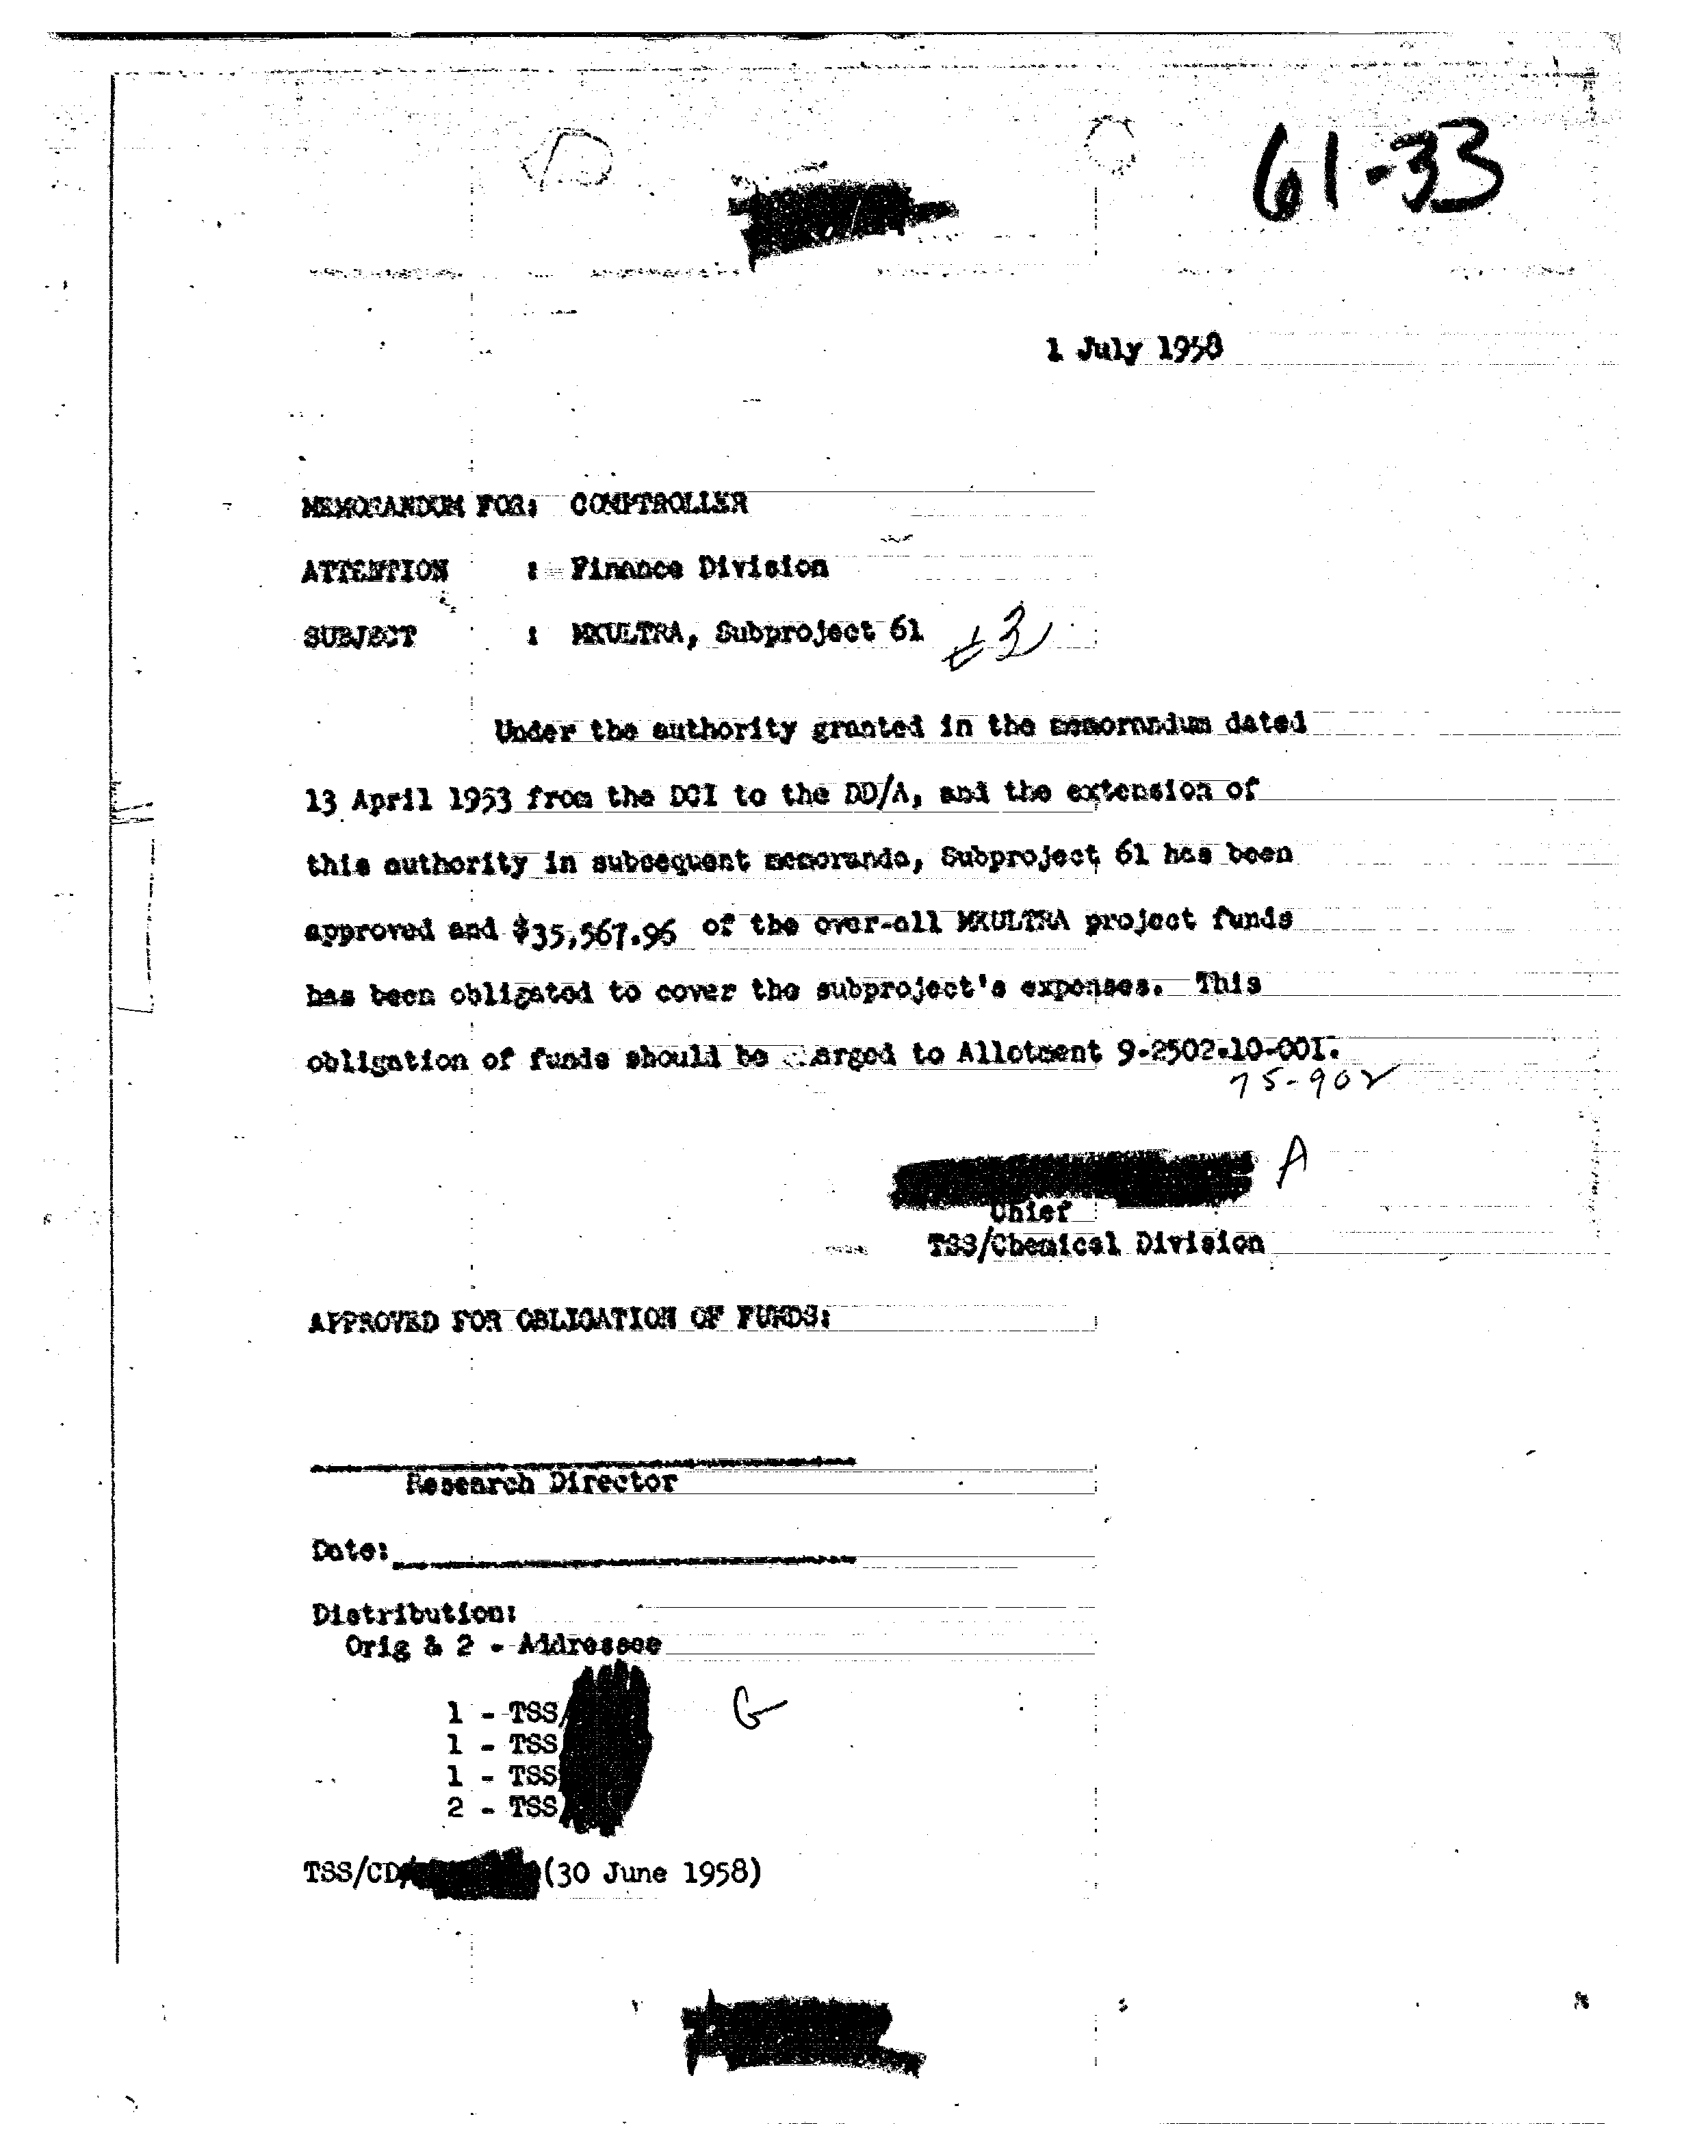 61-33
1 July 1958
MEMORANDUM FOR: COMPTROLLER
ATTENTION : Finance Division
SUBJECT : MKULTRA, Subproject 61 #3
Under the authority granted in the memorandum dated
13 April 1953 from the DCI to the DD/A, and the extension of
this authority in subsequent memoranda, Subproject 61 has been
approved and $35,567.96 of the over-all MKULTRA project funds
has been obligated to cover the subproject's expenses. This
obligation of funds should be charged to Allotment 9-2502-10-001.
75-902
A
Chief
TSS/Chemical Division
APPROVED FOR OBLIGATION OF FUNDS:
Research Director
Date:
Distribution:
Orig & 2 - Addressee
1 - TSS/
G
1 - TSS
1 - TSS
2 - TSS
TSS/CD/ (30 June 1958)